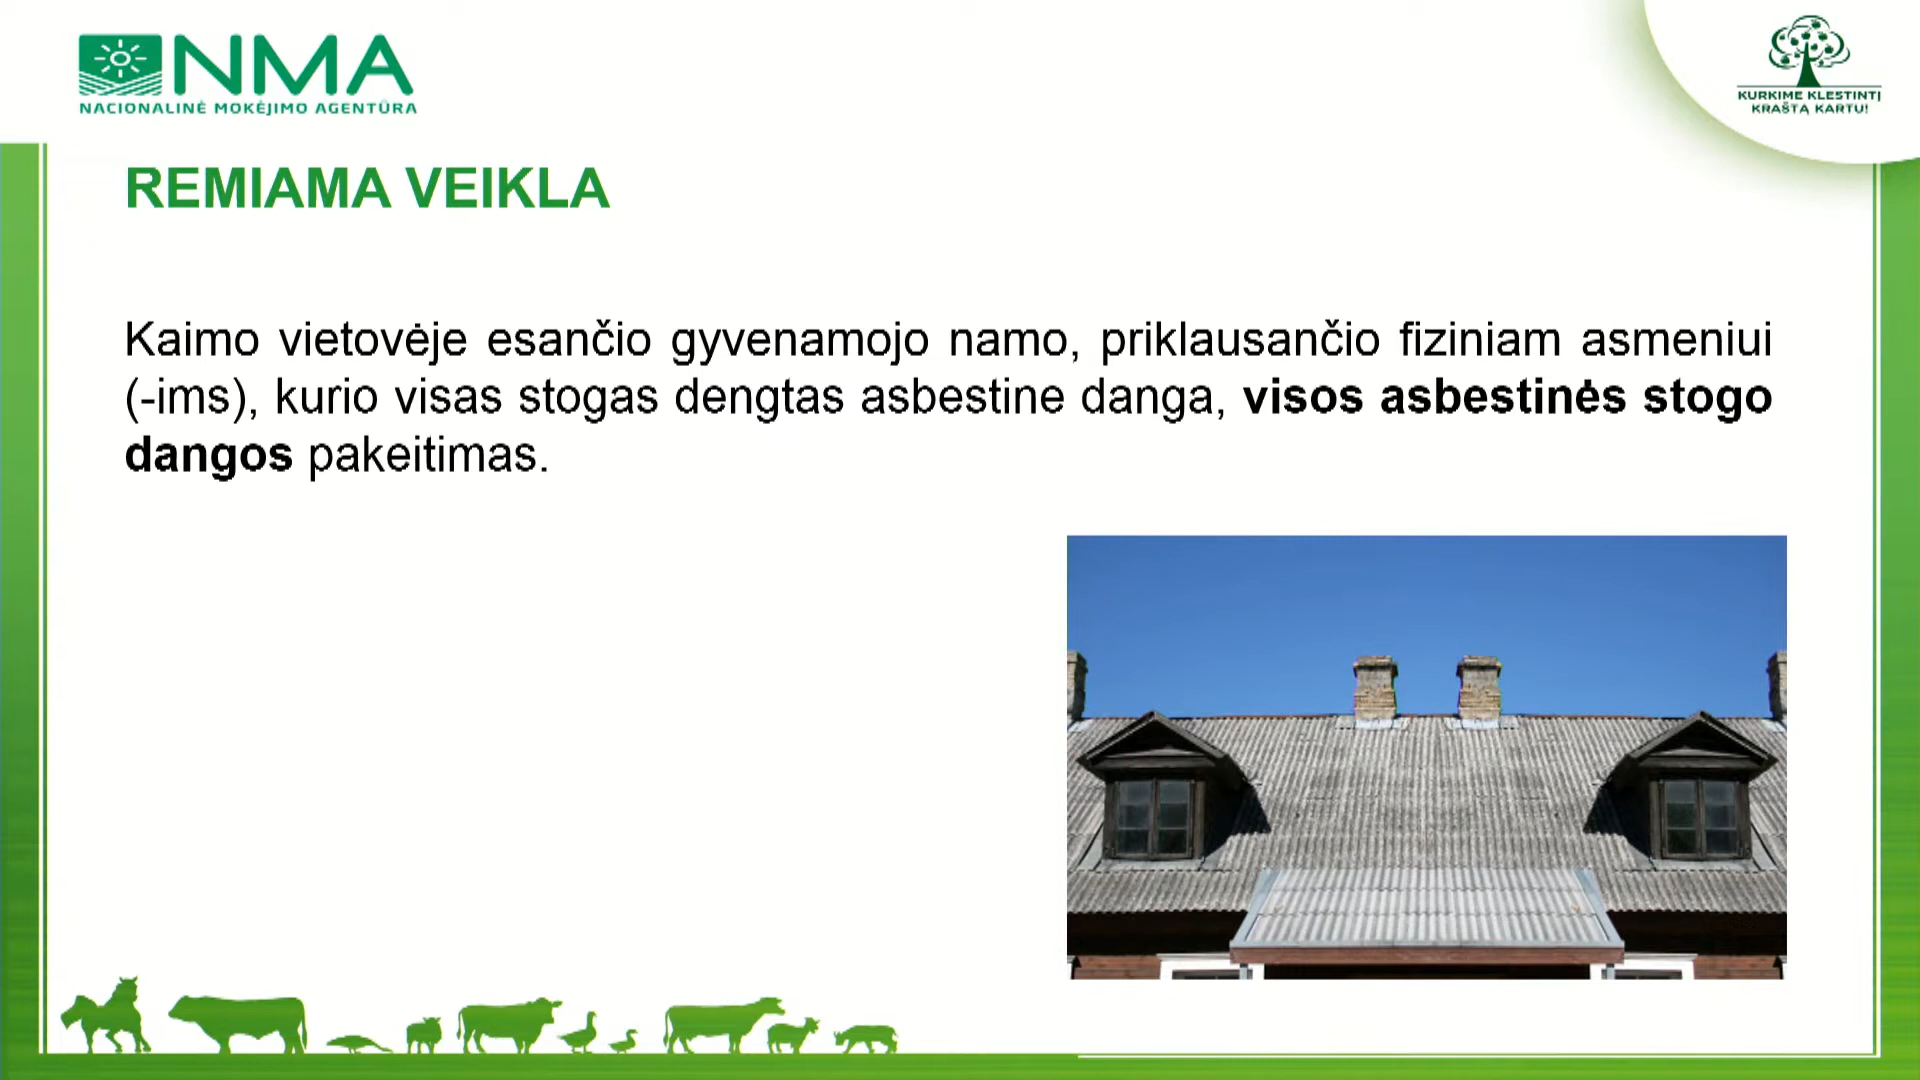 NMA
NACIONALINĖ MOKĖJIMO AGENTŪRA
KURKIME KLESTINTĮ
KRAŠTĄ KARTU!
REMIAMA VEIKLA
Kaimo vietovėje esančio gyvenamojo namo, priklausančio fiziniam asmeniui
(-ims), kurio visas stogas dengtas asbestine danga, visos asbestinės stogo
dangos pakeitimas.